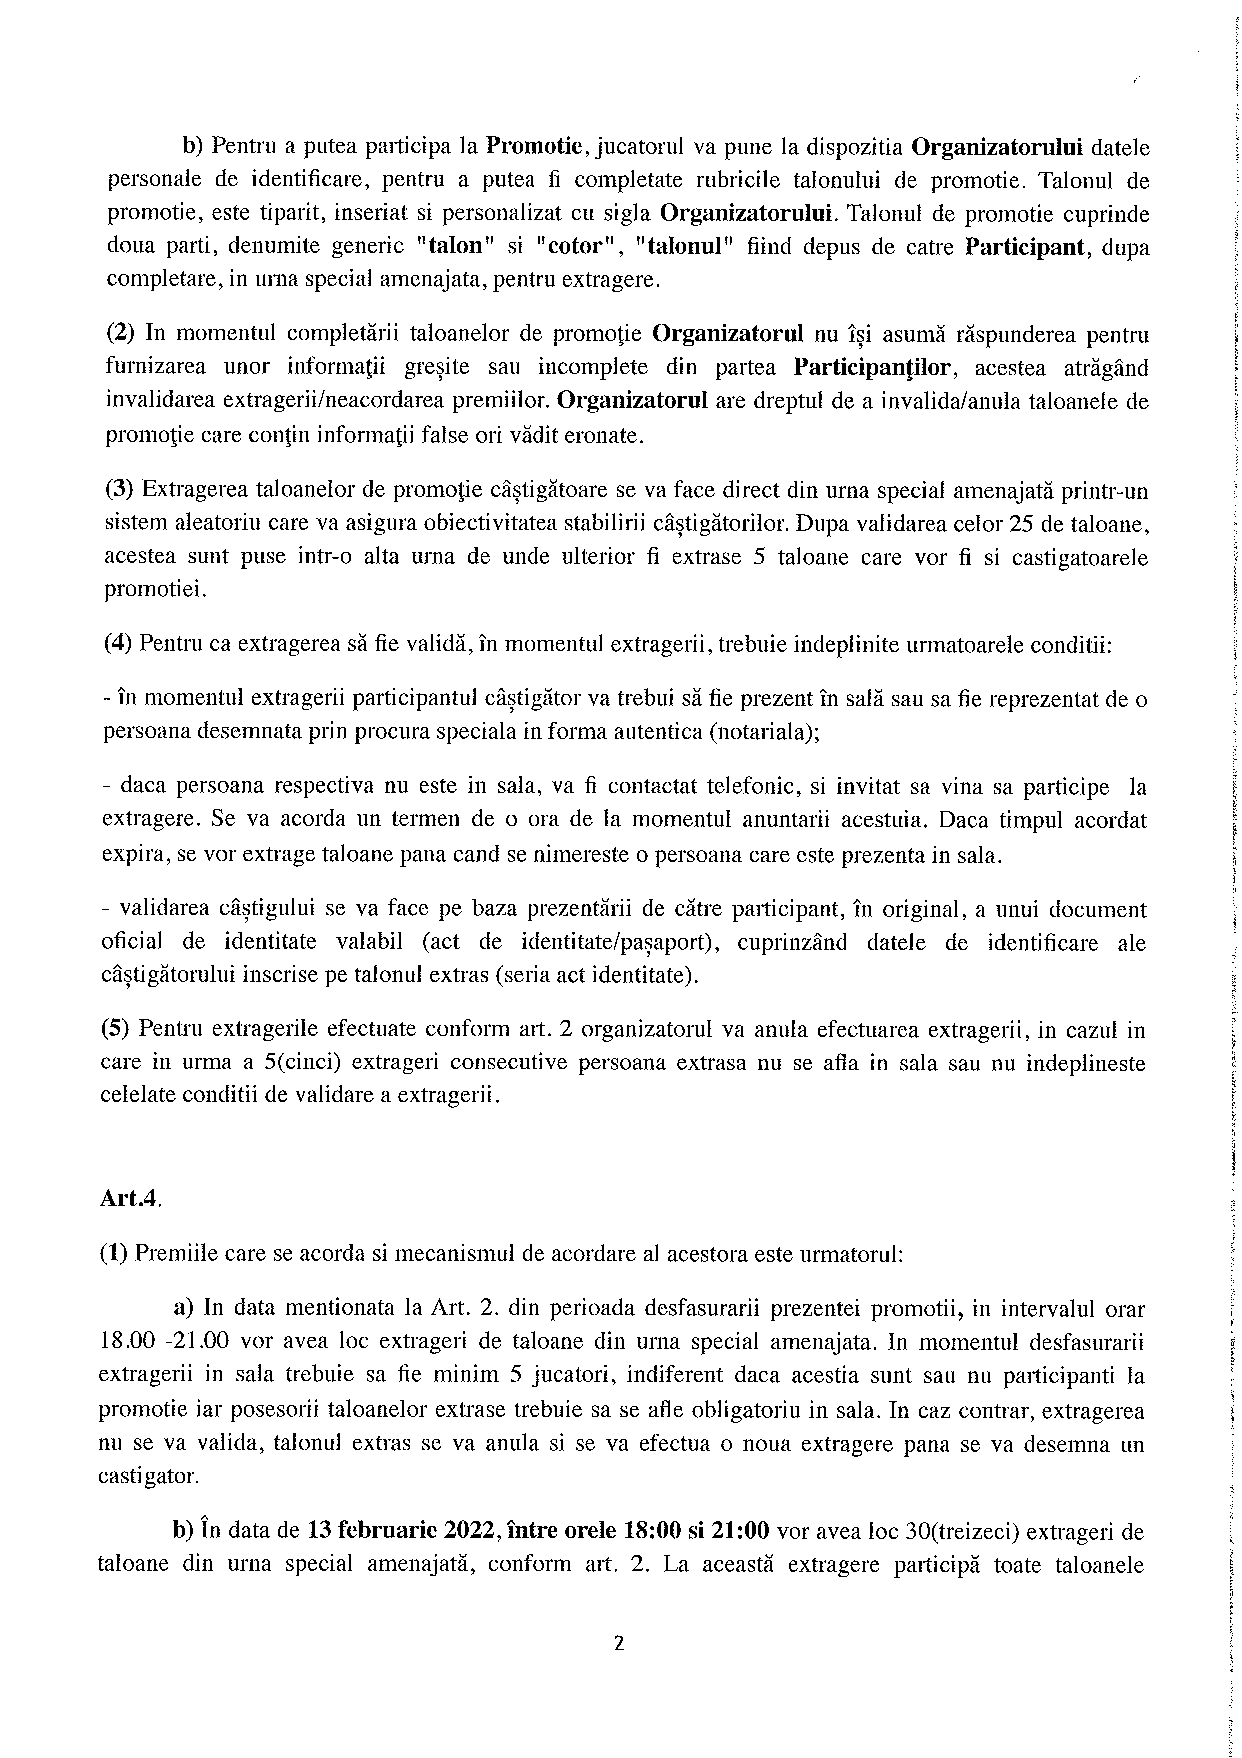 b) Pentru a putea participa la Promotie, jucatorul va pune la dispozitia Organizatorului datele
personale de identificare, pentru a putea fi completate rubricile talonului de promotie. Talonul de
promotie, este tiparit, inseriat si personalizat cu sigla Organizatorului. Talonul de promotie cuprinde
doua parti, denumite generic "talon" si "cotor", "talonul" fiind depus de catre Participant, dupa
completare, in urna special amenajata, pentru extragere.
(2) In momentul completării taloanelor de promoţie Organizatorul nu îşi asumă răspunderea pentru
furnizarea unor informaţii greşite sau incomplete din partea Participanţilor, acestea atrăgând
invalidarea extragerii/neacordarea premiilor. Organizatorul are dreptul de a invalida/anula taloanele de
promoţie care conţin informaţii false ori vădit eronate.
(3) Extragerea taloanelor de promoţie câştigătoare se va face direct din urna special amenajată printr-un
sistem aleatoriu care va asigura obiectivitatea stabilirii câştigătorilor. Dupa validarea celor 25 de taloane,
acestea sunt puse intr-o alta urna de unde ulterior fi extrase 5 taloane care vor fi si castigatoarele
promotiei.
(4) Pentru ca extragerea să fie validă, în momentul extragerii, trebuie indeplinite urmatoarele conditii:
- în momentul extragerii participantul câştigător va trebui să fie prezent în sală sau sa fie reprezentat de o
persoana desemnata prin procura speciala in forma autentica (notariala);
- daca persoana respectiva nu este in sala, va fi contactat telefonic, si invitat sa vina sa participe la
extragere. Se va acorda un termen de o ora de la momentul anuntarii acestuia. Daca timpul acordat
expira, se vor extrage taloane pana cand se nimereste o persoana care este prezenta in sala.
- validarea câştigului se va face pe baza prezentării de către participant, în original, a unui document
oficial de identitate valabil (act de identitate/paşaport), cuprinzând datele de identificare ale
câştigătorului inscrise pe talonul extras (seria act identitate).
(5) Pentru extragerile efectuate conform art. 2 organizatorul va anula efectuarea extragerii, in cazul in
care in urma a 5(cinci) extrageri consecutive persoana extrasa nu se afla in sala sau nu indeplineste
celelate conditii de validare a extragerii.
Art.4.
(1) Premiile care se acorda si mecanismul de acordare al acestora este urmatorul:
a) In data mentionata la Art. 2. din perioada desfasurarii prezentei promotii, in intervalul orar
18.00 -21.00 vor avea loc extrageri de taloane din urna special amenajata. In momentul desfasurarii
extragerii in sala trebuie sa fie minim 5 jucatori, indiferent daca acestia sunt sau nu participanti la
promotie iar posesorii taloanelor extrase trebuie sa se afle obligatoriu in sala. In caz contrar, extragerea
nu se va valida, talonul extras se va anula si se va efectua o noua extragere pana se va desemna un
castigator.
b) În data de 13 februarie 2022, între orele 18:00 si 21:00 vor avea loc 30(treizeci) extrageri de
taloane din urna special amenajată, conform art. 2. La această extragere participă toate taloanele
2